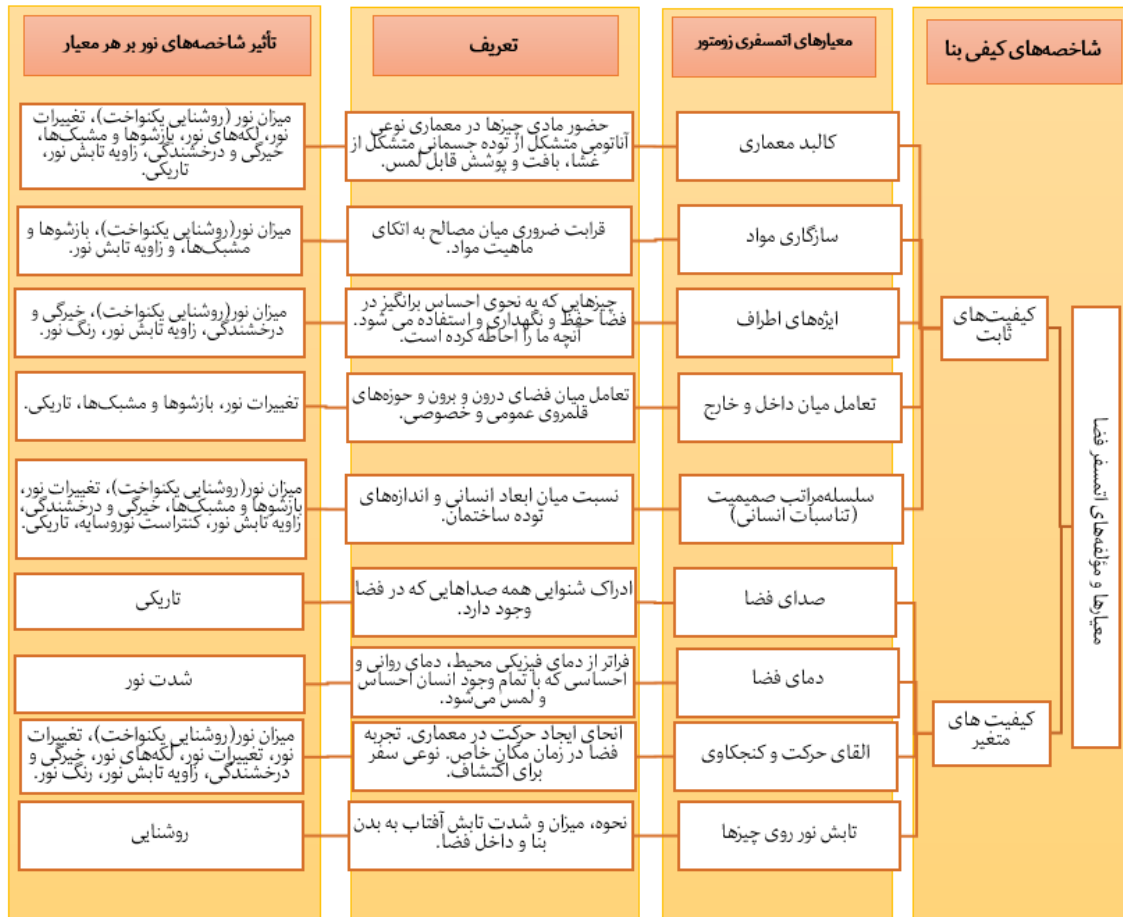 شاخصه‌های کیفی بنا
معیارهای اتمسفری زومتور
تعریف
تأثیر شاخصه‌های نور بر هر معیار
معیارها و مؤلفه‌های اتمسفر فضا
کیفیت‌های
ثابت
کالبد معماری
حضور مادی چیزها در معماری نوعی
آناتومی متشکل از توده جسمانی متشکل از
غشا، بافت و پوشش قابل لمس.
میزان نور (روشنایی یکنواخت)، تغییرات
نور، لکه‌های نور، بازشوها و مشبک‌ها،
خیرگی و درخشندگی، زاویه تابش نور،
تاریکی.
سازگاری مواد
قرابت ضروری میان مصالح به اتکای
ماهیت مواد.
میزان نور(روشنایی یکنواخت)، بازشوها و
مشبک‌ها، و زاویه تابش نور.
ابژه‌های اطراف
چیزهایی که به نحوی احساس برانگیز در
فضا حفظ و نگهداری و استفاده می شود.
آنچه ما را احاطه کرده است.
میزان نور(روشنایی یکنواخت)، خیرگی و
درخشندگی، زاویه تابش نور، رنگ نور.
تعامل میان داخل و خارج
تعامل میان فضای درون و برون و حوزه‌های
قلمروی عمومی و خصوصی.
تغییرات نور، بازشوها و مشبک‌ها، تاریکی.
سلسله‌مراتب صمیمیت
(تناسبات انسانی)
نسبت میان ابعاد انسانی و اندازه‌های
توده ساختمان.
میزان نور(روشنایی یکنواخت)، تغییرات نور،
بازشوها و مشبک‌ها، خیرگی و درخشندگی،
زاویه تابش نور، کنتراست نوروسایه، تاریکی.
کیفیت های
متغیر
صدای فضا
ادراک شنوایی همه صداهایی که در فضا
وجود دارد.
تاریکی
دمای فضا
فراتر از دمای فیزیکی محیط، دمای روانی و
احساسی که با تمام وجود انسان احساس
و لمس می‌شود.
شدت نور
القای حرکت و کنجکاوی
انحای ایجاد حرکت در معماری. تجربه
فضا در زمان مکان خاص. نوعی سفر
برای اکتشاف.
میزان نور(روشنایی یکنواخت)، تغییرات
نور، تغییرات نور، لکه‌های نور، خیرگی و
درخشندگی، زاویه تابش نور، رنگ نور.
تابش نور روی چیزها
نحوه، میزان و شدت تابش آفتاب به بدن
بنا و داخل فضا.
روشنایی